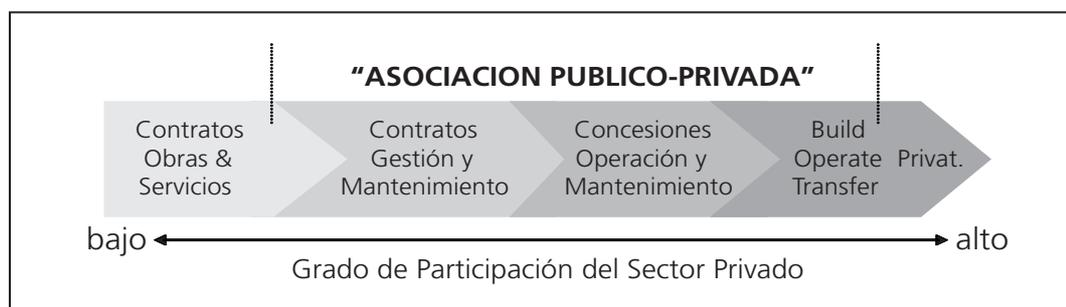 “ASOCIACION PUBLICO-PRIVADA”
Contratos
Obras &
Servicios
Contratos
Gestión y
Mantenimiento
Concesiones
Operación y
Mantenimiento
Build
Operate
Transfer
Privat.
bajo
alto
Grado de Participación del Sector Privado